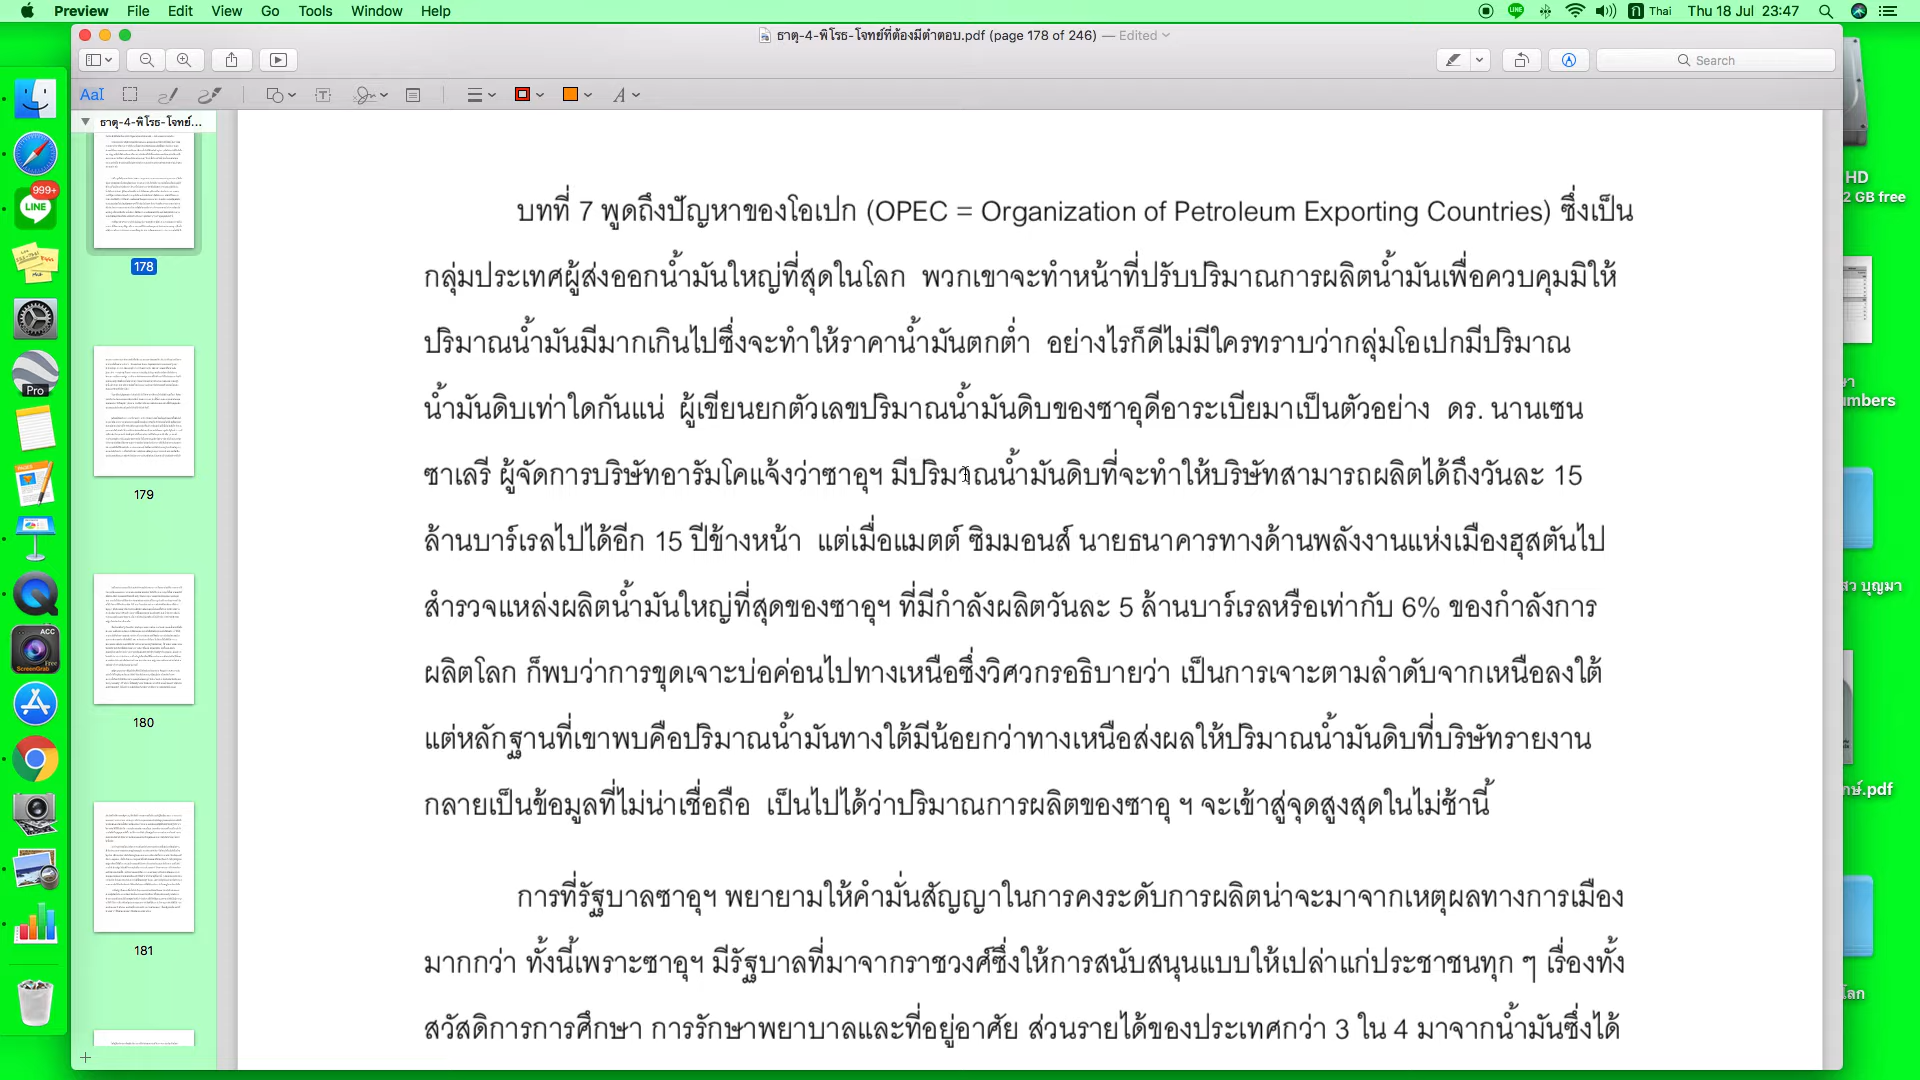 Preview File Edit View Go Tools Window Help
ก Thai Thu 18 Jul 23:47
ธาตุ-4-พิโรธ-โจทย์ที่ต้องมีคำตอบ.pdf (page 178 of 246) — Edited
Search
AaI
ธาตุ-4-พิโรธ-โจทย์...
178
179
180
181
999+
LINE
Pro
PAGES
ACC
Free
ScreenGrab
HD
2 GB free
mbers
สว บุญมา
.pdf
โลก
บทที่ 7 พูดถึงปัญหาของโอเปก (OPEC = Organization of Petroleum Exporting Countries) ซึ่งเป็น
กลุ่มประเทศผู้ส่งออกน้ำมันใหญ่ที่สุดในโลก พวกเขาจะทำหน้าที่ปรับปริมาณการผลิตน้ำมันเพื่อควบคุมมิให้
ปริมาณน้ำมันมีมากเกินไปซึ่งจะทำให้ราคาน้ำมันตกต่ำ อย่างไรก็ดีไม่มีใครทราบว่ากลุ่มโอเปกมีปริมาณ
น้ำมันดิบเท่าใดกันแน่ ผู้เขียนยกตัวเลขปริมาณน้ำมันดิบของซาอุดีอาระเบียมาเป็นตัวอย่าง ดร. นานเซน
ซาเลรี ผู้จัดการบริษัทอารัมโคแจ้งว่าซาอุฯ มีปริมาณน้ำมันดิบที่จะทำให้บริษัทสามารถผลิตได้ถึงวันละ 15
ล้านบาร์เรลไปได้อีก 15 ปีข้างหน้า แต่เมื่อแมตต์ ซิมมอนส์ นายธนาคารทางด้านพลังงานแห่งเมืองฮุสตันไป
สำรวจแหล่งผลิตน้ำมันใหญ่ที่สุดของซาอุฯ ที่มีกำลังผลิตวันละ 5 ล้านบาร์เรลหรือเท่ากับ 6% ของกำลังการ
ผลิตโลก ก็พบว่าการขุดเจาะบ่อค่อนไปทางเหนือซึ่งวิศวกรอธิบายว่า เป็นการเจาะตามลำดับจากเหนือลงใต้
แต่หลักฐานที่เขาพบคือปริมาณน้ำมันทางใต้มีน้อยกว่าทางเหนือส่งผลให้ปริมาณน้ำมันดิบที่บริษัทรายงาน
กลายเป็นข้อมูลที่ไม่น่าเชื่อถือ เป็นไปได้ว่าปริมาณการผลิตของซาอุ ฯ จะเข้าสู่จุดสูงสุดในไม่ช้านี้
การที่รัฐบาลซาอุฯ พยายามให้คำมั่นสัญญาในการคงระดับการผลิตน่าจะมาจากเหตุผลทางการเมือง
มากกว่า ทั้งนี้เพราะซาอุฯ มีรัฐบาลที่มาจากราชวงศ์ซึ่งให้การสนับสนุนแบบให้เปล่าแก่ประชาชนทุก ๆ เรื่องทั้ง
สวัสดิการการศึกษา การรักษาพยาบาลและที่อยู่อาศัย ส่วนรายได้ของประเทศกว่า 3 ใน 4 มาจากน้ำมันซึ่งได้